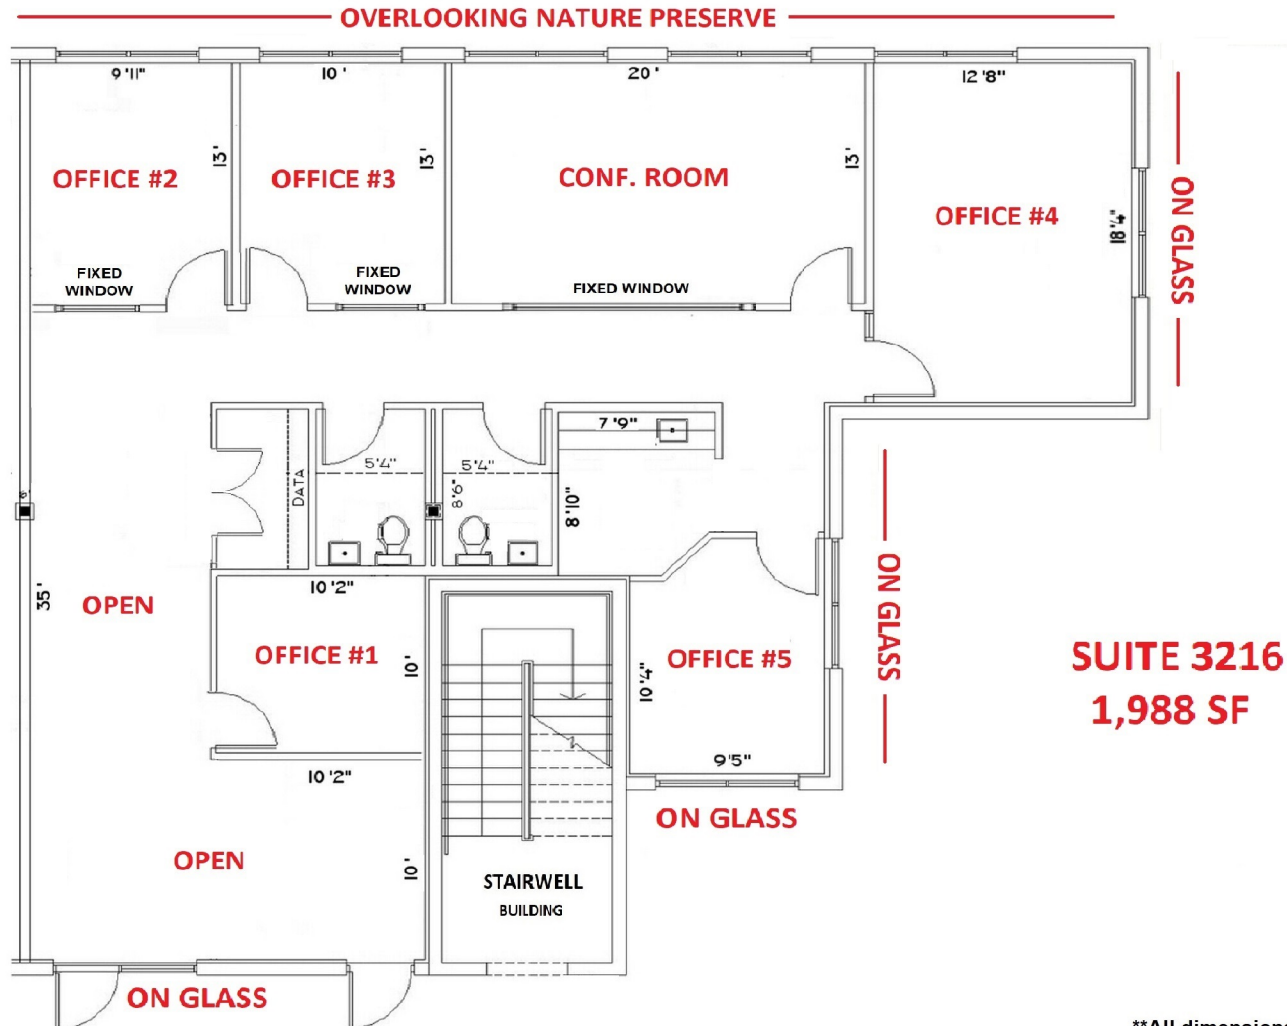 OVERLOOKING NATURE PRESERVE
9'11"
10'
20'
12'8"
13'
13'
13'
OFFICE #2
OFFICE #3
CONF. ROOM
OFFICE #4
18'4"
ON GLASS
FIXED
WINDOW
FIXED
WINDOW
FIXED WINDOW
7'9"
5'4"
5'4"
DATA
8'6"
8'10"
6'
35'
OPEN
10'2"
OFFICE #1
10'
OFFICE #5
10'4"
ON GLASS
SUITE 3216
1,988 SF
9'5"
10'2"
ON GLASS
OPEN
10'
STAIRWELL
BUILDING
ON GLASS